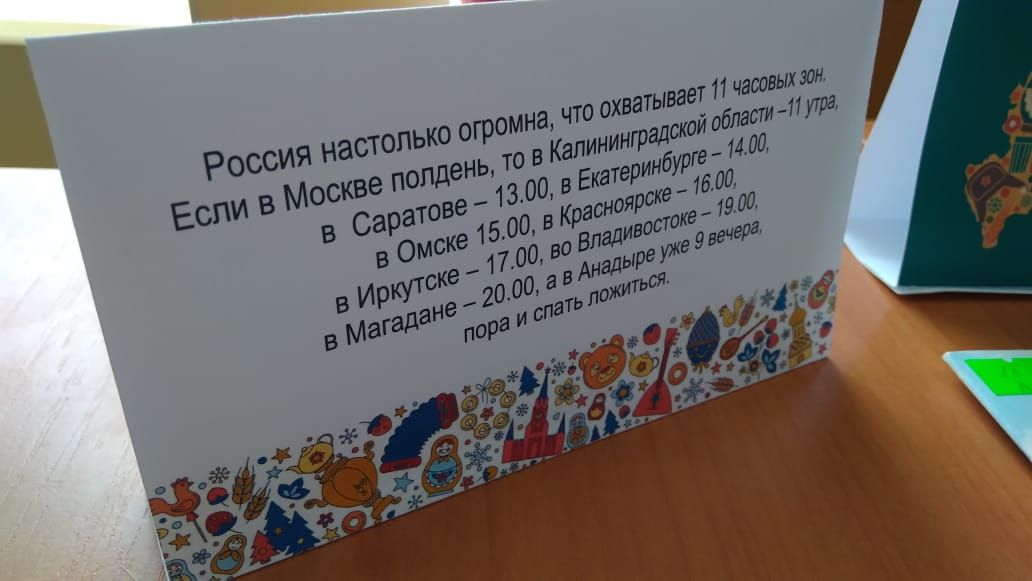 Россия настолько огромна, что охватывает 11 часовых зон.
Если в Москве полдень, то в Калининградской области –11 утра,
в Саратове – 13.00, в Екатеринбурге – 14.00,
в Омске 15.00, в Красноярске – 16.00,
в Иркутске – 17.00, во Владивостоке – 19.00,
в Магадане – 20.00, а в Анадыре уже 9 вечера,
пора и спать ложиться.